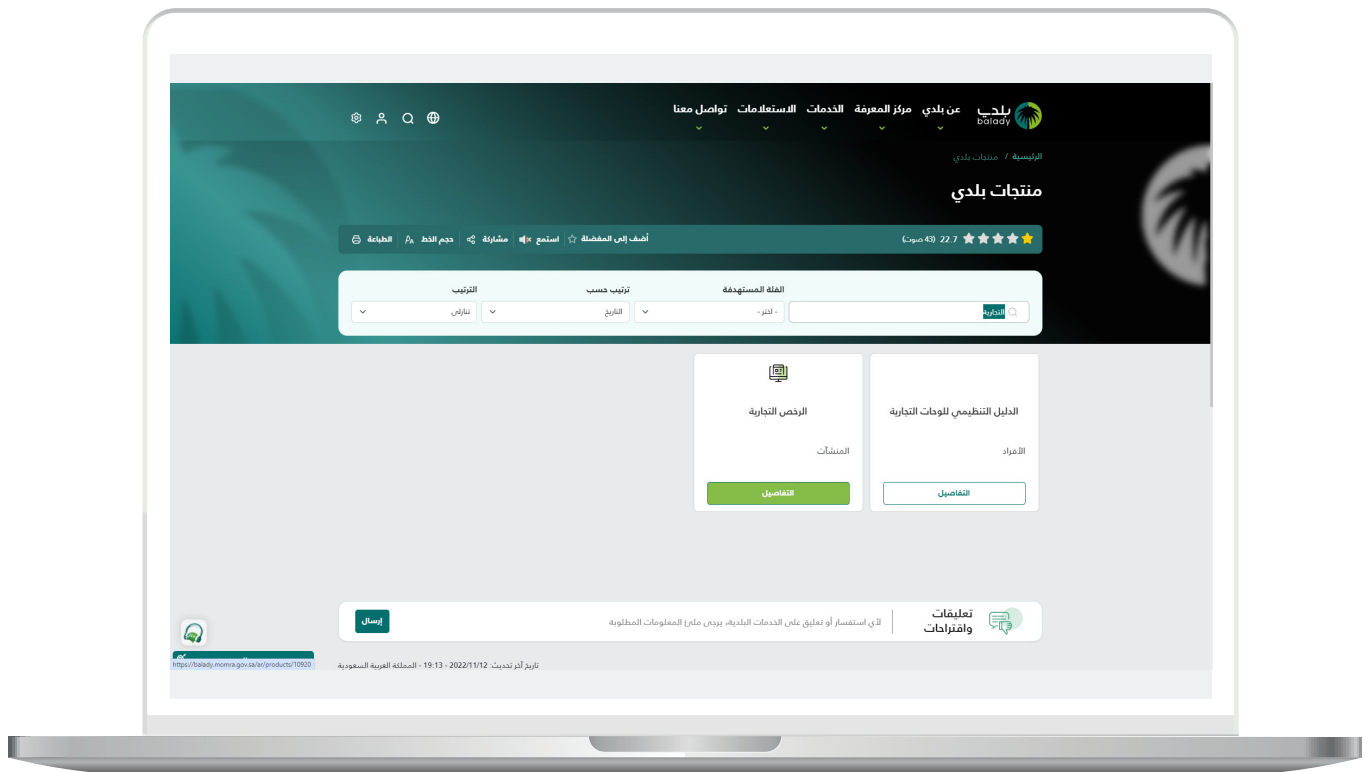 بلدي
balady
عن بلدي مركز المعرفة الخدمات الاستعلامات تواصل معنا
الرئيسية / منتجات بلدي
منتجات بلدي
22.7 (43 صوت)
أضف إلى المفضلة استمع مشاركة حجم الخط الطباعة
الفئة المستهدفة ترتيب حسب الترتيب
التجارية - اختر - التاريخ تنازلي
الدليل التنظيمي للوحات التجارية
الأفراد
التفاصيل
الرخص التجارية
المنشآت
التفاصيل
تعليقات
واقتراحات
لأي استفسار أو تعليق على الخدمات البلدية، يرجى ملئ المعلومات المطلوبة
إرسال
تاريخ آخر تحديث: 2022/11/12 - 19:13 - المملكة العربية السعودية
https://balady.momra.gov.sa/ar/products/10920